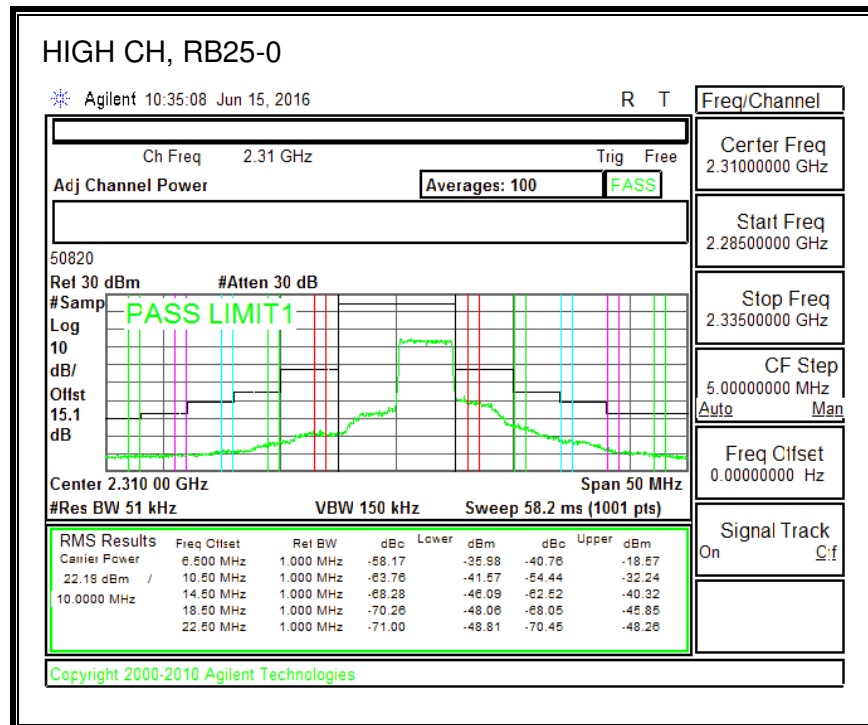 HIGH CH, RB25-0
Agilent 10:35:08 Jun 15, 2016 R T
Freq/Channel
Ch Freq 2.31 GHz Trig Free
Adj Channel Power Averages: 100 PASS
Center Freq
2.31000000 GHz
Start Freq
2.28500000 GHz
Stop Freq
2.33500000 GHz
CF Step
5.00000000 MHz
Auto Man
Freq Offset
0.00000000 Hz
Signal Track
On Off
50820
Ref 30 dBm #Atten 30 dB
#Samp
Log
10
dB/
Offst
15.1
dB
PASS LIMIT1
Center 2.310 00 GHz Span 50 MHz
#Res BW 51 kHz VBW 150 kHz Sweep 58.2 ms (1001 pts)
RMS Results Freq Offset Ref BW dBc Lower dBm dBc Upper dBm
Carrier Power 6.500 MHz 1.000 MHz -58.17 -35.98 -40.76 -18.57
22.19 dBm / 10.50 MHz 1.000 MHz -63.76 -41.57 -54.44 -32.24
10.0000 MHz 14.50 MHz 1.000 MHz -68.28 -46.09 -62.52 -40.32
18.50 MHz 1.000 MHz -70.26 -48.06 -68.05 -45.85
22.50 MHz 1.000 MHz -71.00 -48.81 -70.45 -48.26
Copyright 2000-2010 Agilent Technologies